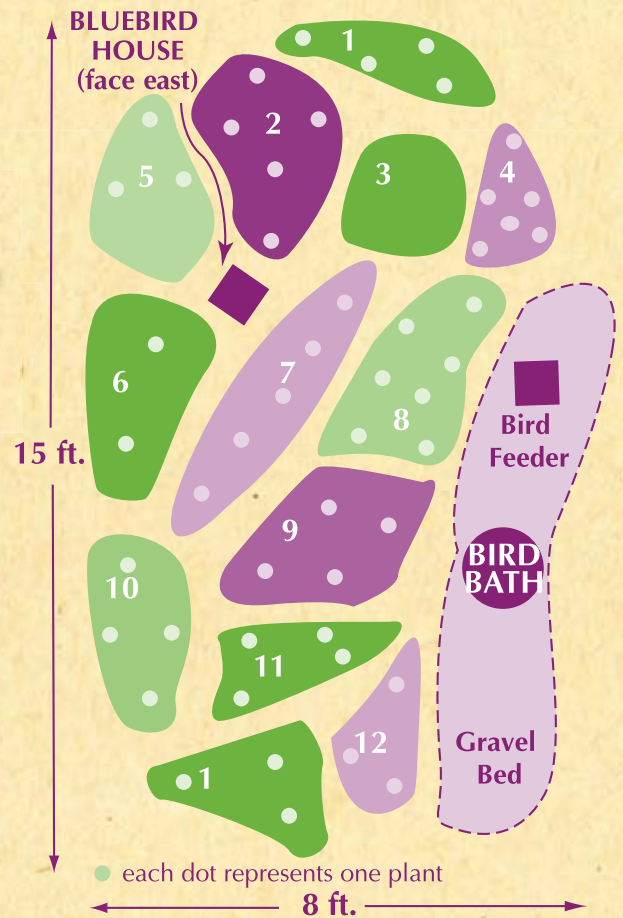 BLUEBIRD
HOUSE
(face east)
1
2
3
4
5
6
7
8
9
10
11
12
1
15 ft.
Bird
Feeder
BIRD
BATH
Gravel
Bed
each dot represents one plant
8 ft.